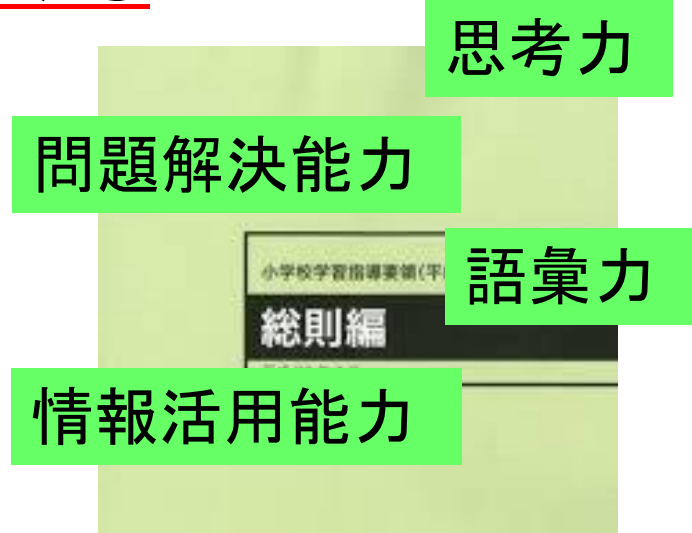 思考力
問題解決能力
語彙力
小学校学習指導要領(平
総則編
情報活用能力